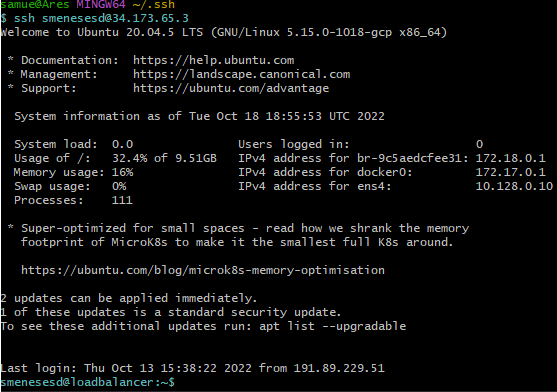 samue@Ares MINGW64 ~/.ssh
$ ssh smenesesd@34.173.65.3
Welcome to Ubuntu 20.04.5 LTS (GNU/Linux 5.15.0-1018-gcp x86_64)

 * Documentation:  https://help.ubuntu.com
 * Management:     https://landscape.canonical.com
 * Support:        https://ubuntu.com/advantage

  System information as of Tue Oct 18 18:55:53 UTC 2022

  System load:  0.0               Users logged in:                  0
  Usage of /:   32.4% of 9.51GB   IPv4 address for br-9c5aedcfee31: 172.18.0.1
  Memory usage: 16%               IPv4 address for docker0:         172.17.0.1
  Swap usage:   0%                IPv4 address for ens4:            10.128.0.10
  Processes:    111

 * Super-optimized for small spaces - read how we shrank the memory
   footprint of MicroK8s to make it the smallest full K8s around.

   https://ubuntu.com/blog/microk8s-memory-optimisation

2 updates can be applied immediately.
1 of these updates is a standard security update.
To see these additional updates run: apt list --upgradable


Last login: Thu Oct 13 15:38:22 2022 from 191.89.229.51
smenesesd@loadbalancer:~$